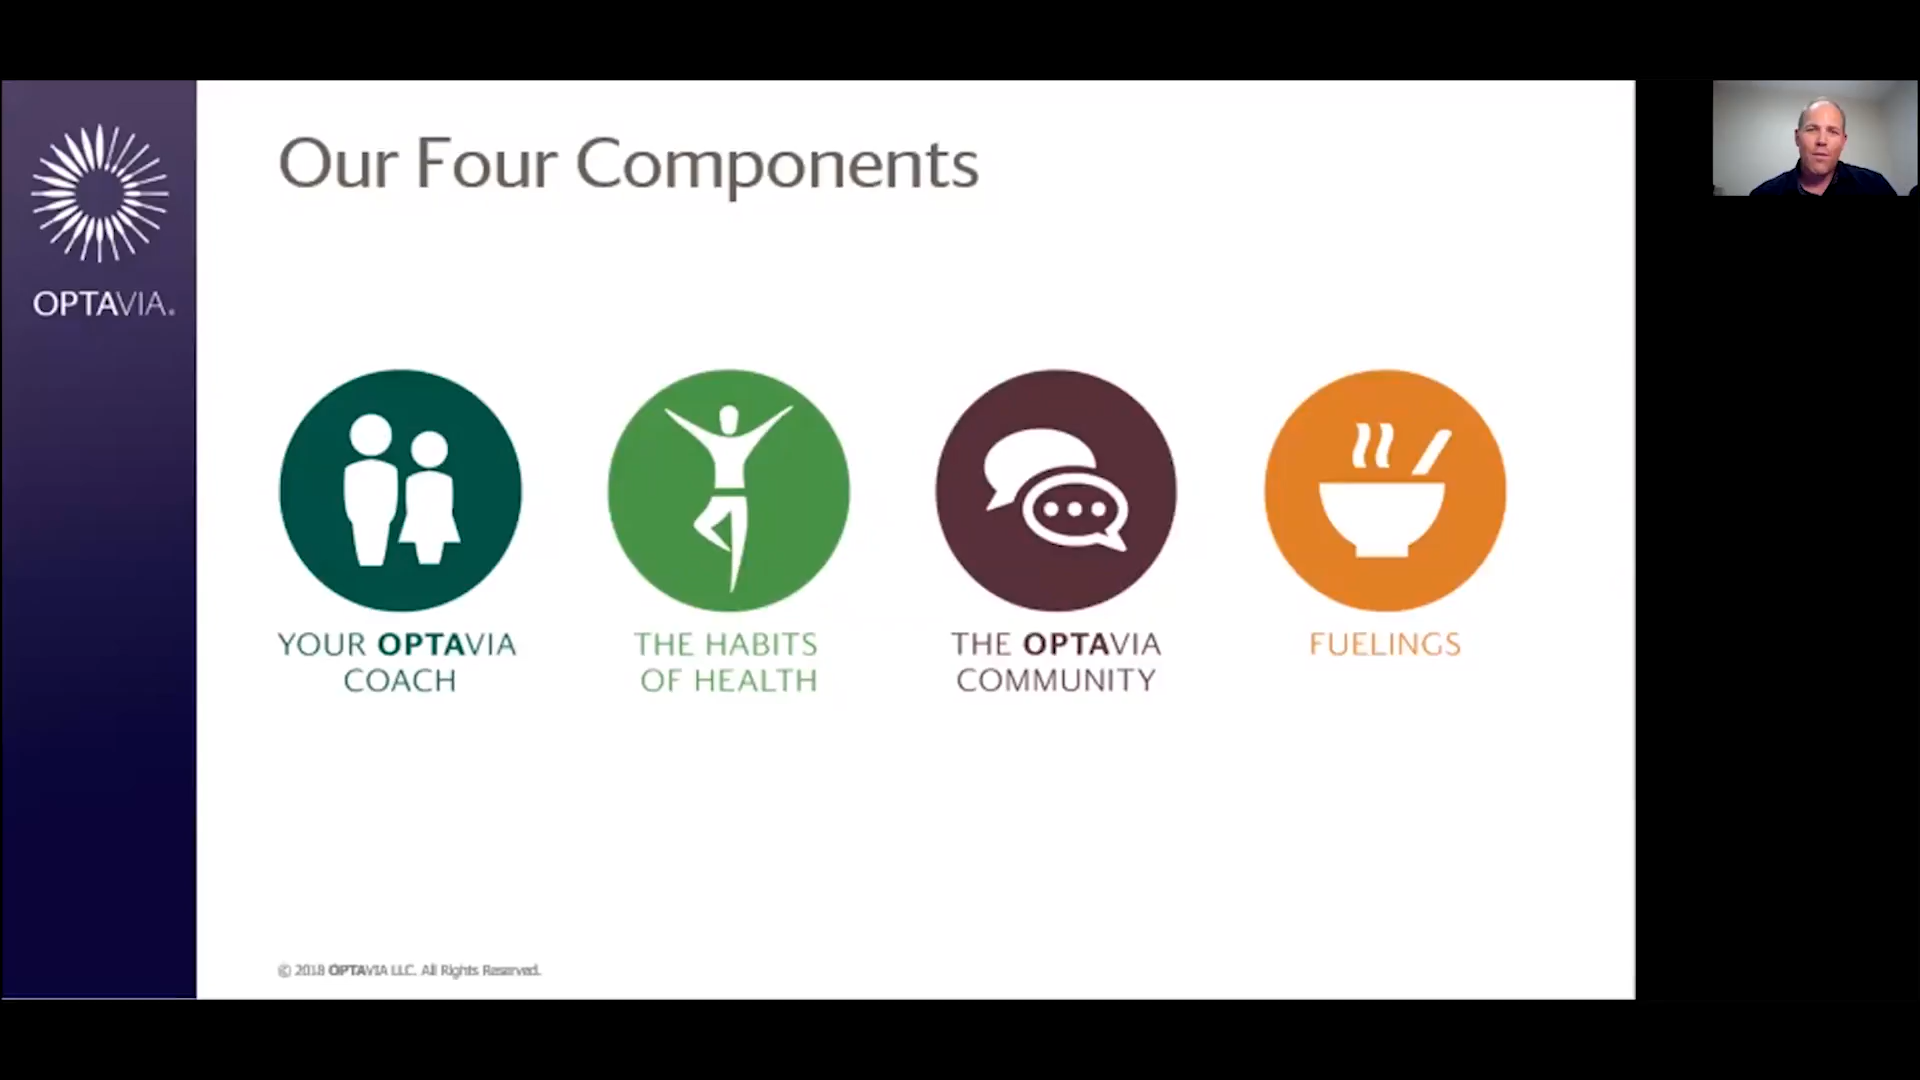 OPTAVIA®
Our Four Components
YOUR OPTAVIA
COACH
THE HABITS
OF HEALTH
THE OPTAVIA
COMMUNITY
FUELINGS
© 2018 OPTAVIA LLC. All Rights Reserved.